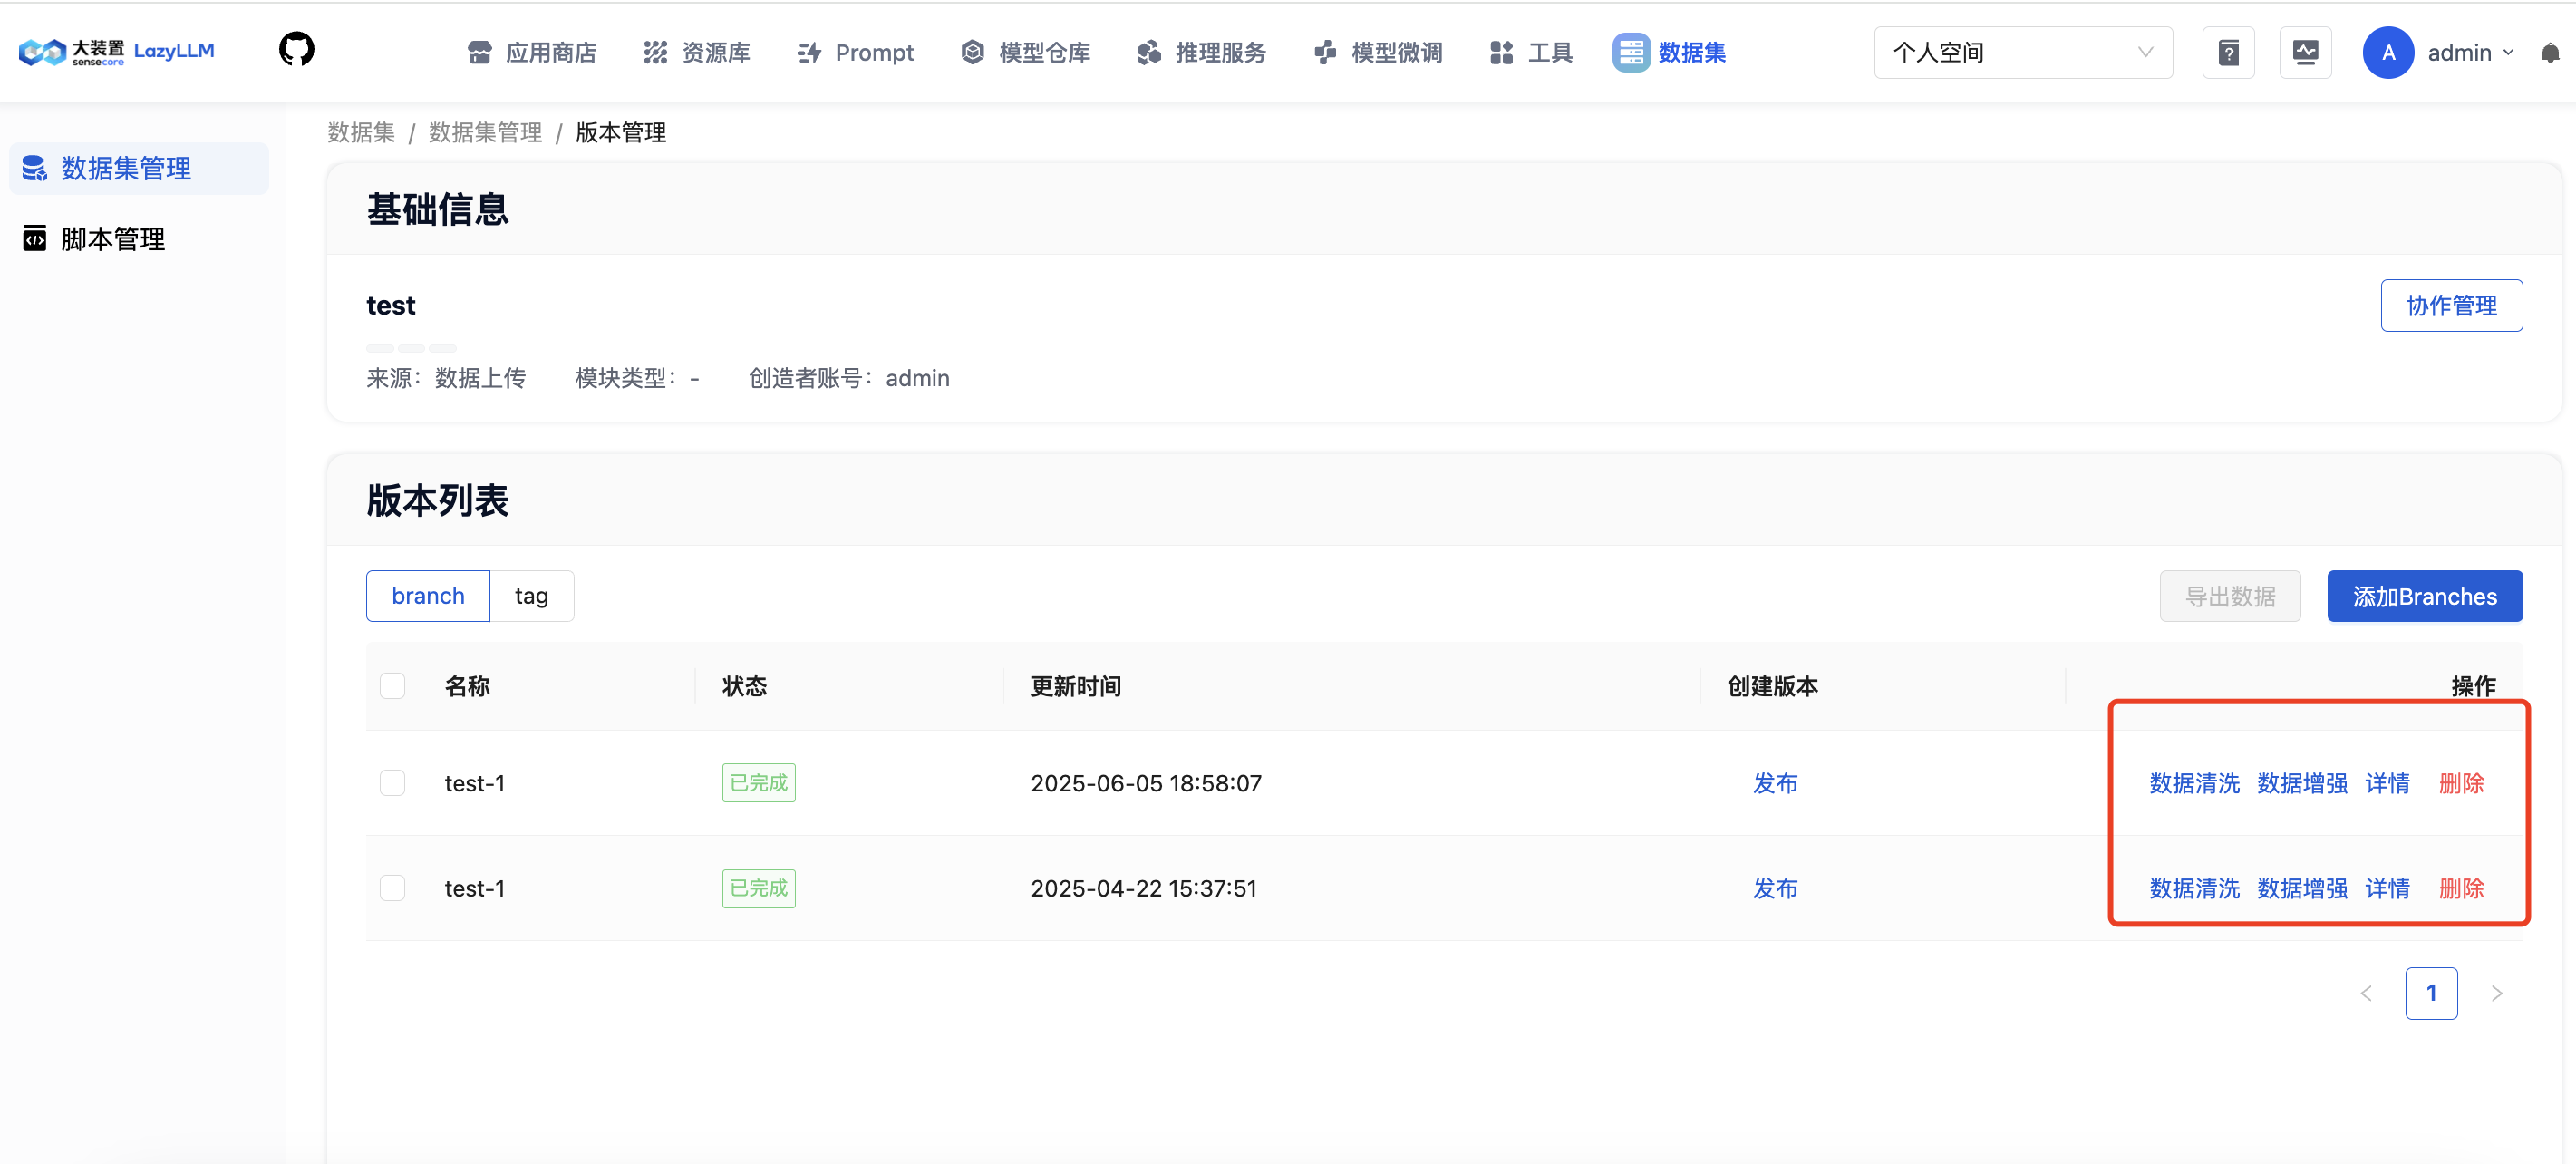 大装置 sensecore LazyLLM 应用商店 资源库 Prompt 模型仓库 推理服务 模型微调 工具 数据集 个人空间 A admin
数据集 / 数据集管理 / 版本管理
数据集管理
脚本管理
基础信息
test
协作管理
来源：数据上传 模块类型：- 创造者账号：admin
版本列表
branch tag 导出数据 添加Branches
名称 状态 更新时间 创建版本 操作
test-1 已完成 2025-06-05 18:58:07 发布 数据清洗 数据增强 详情 删除
test-1 已完成 2025-04-22 15:37:51 发布 数据清洗 数据增强 详情 删除
< 1 >